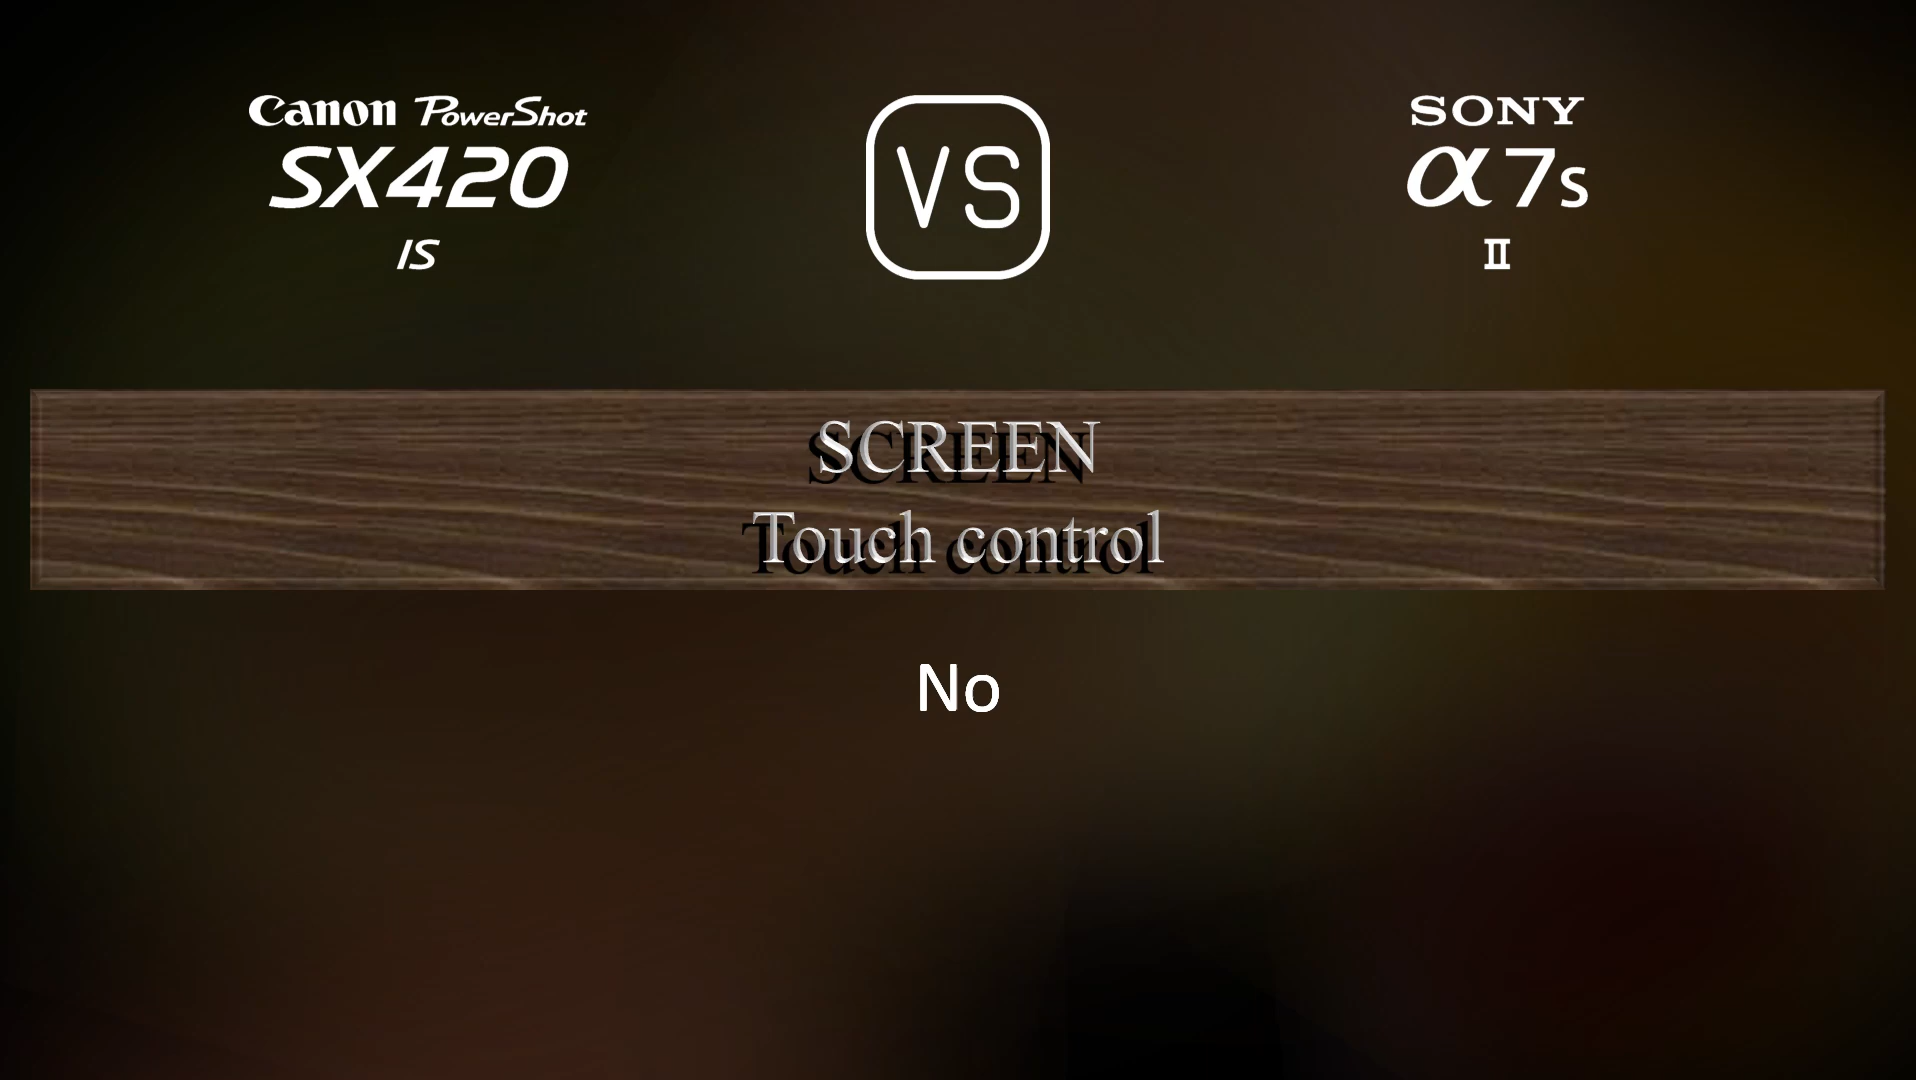 Canon PowerShot
SX420
IS
VS
SONY
α7s
II
SCREEN
Touch control
No